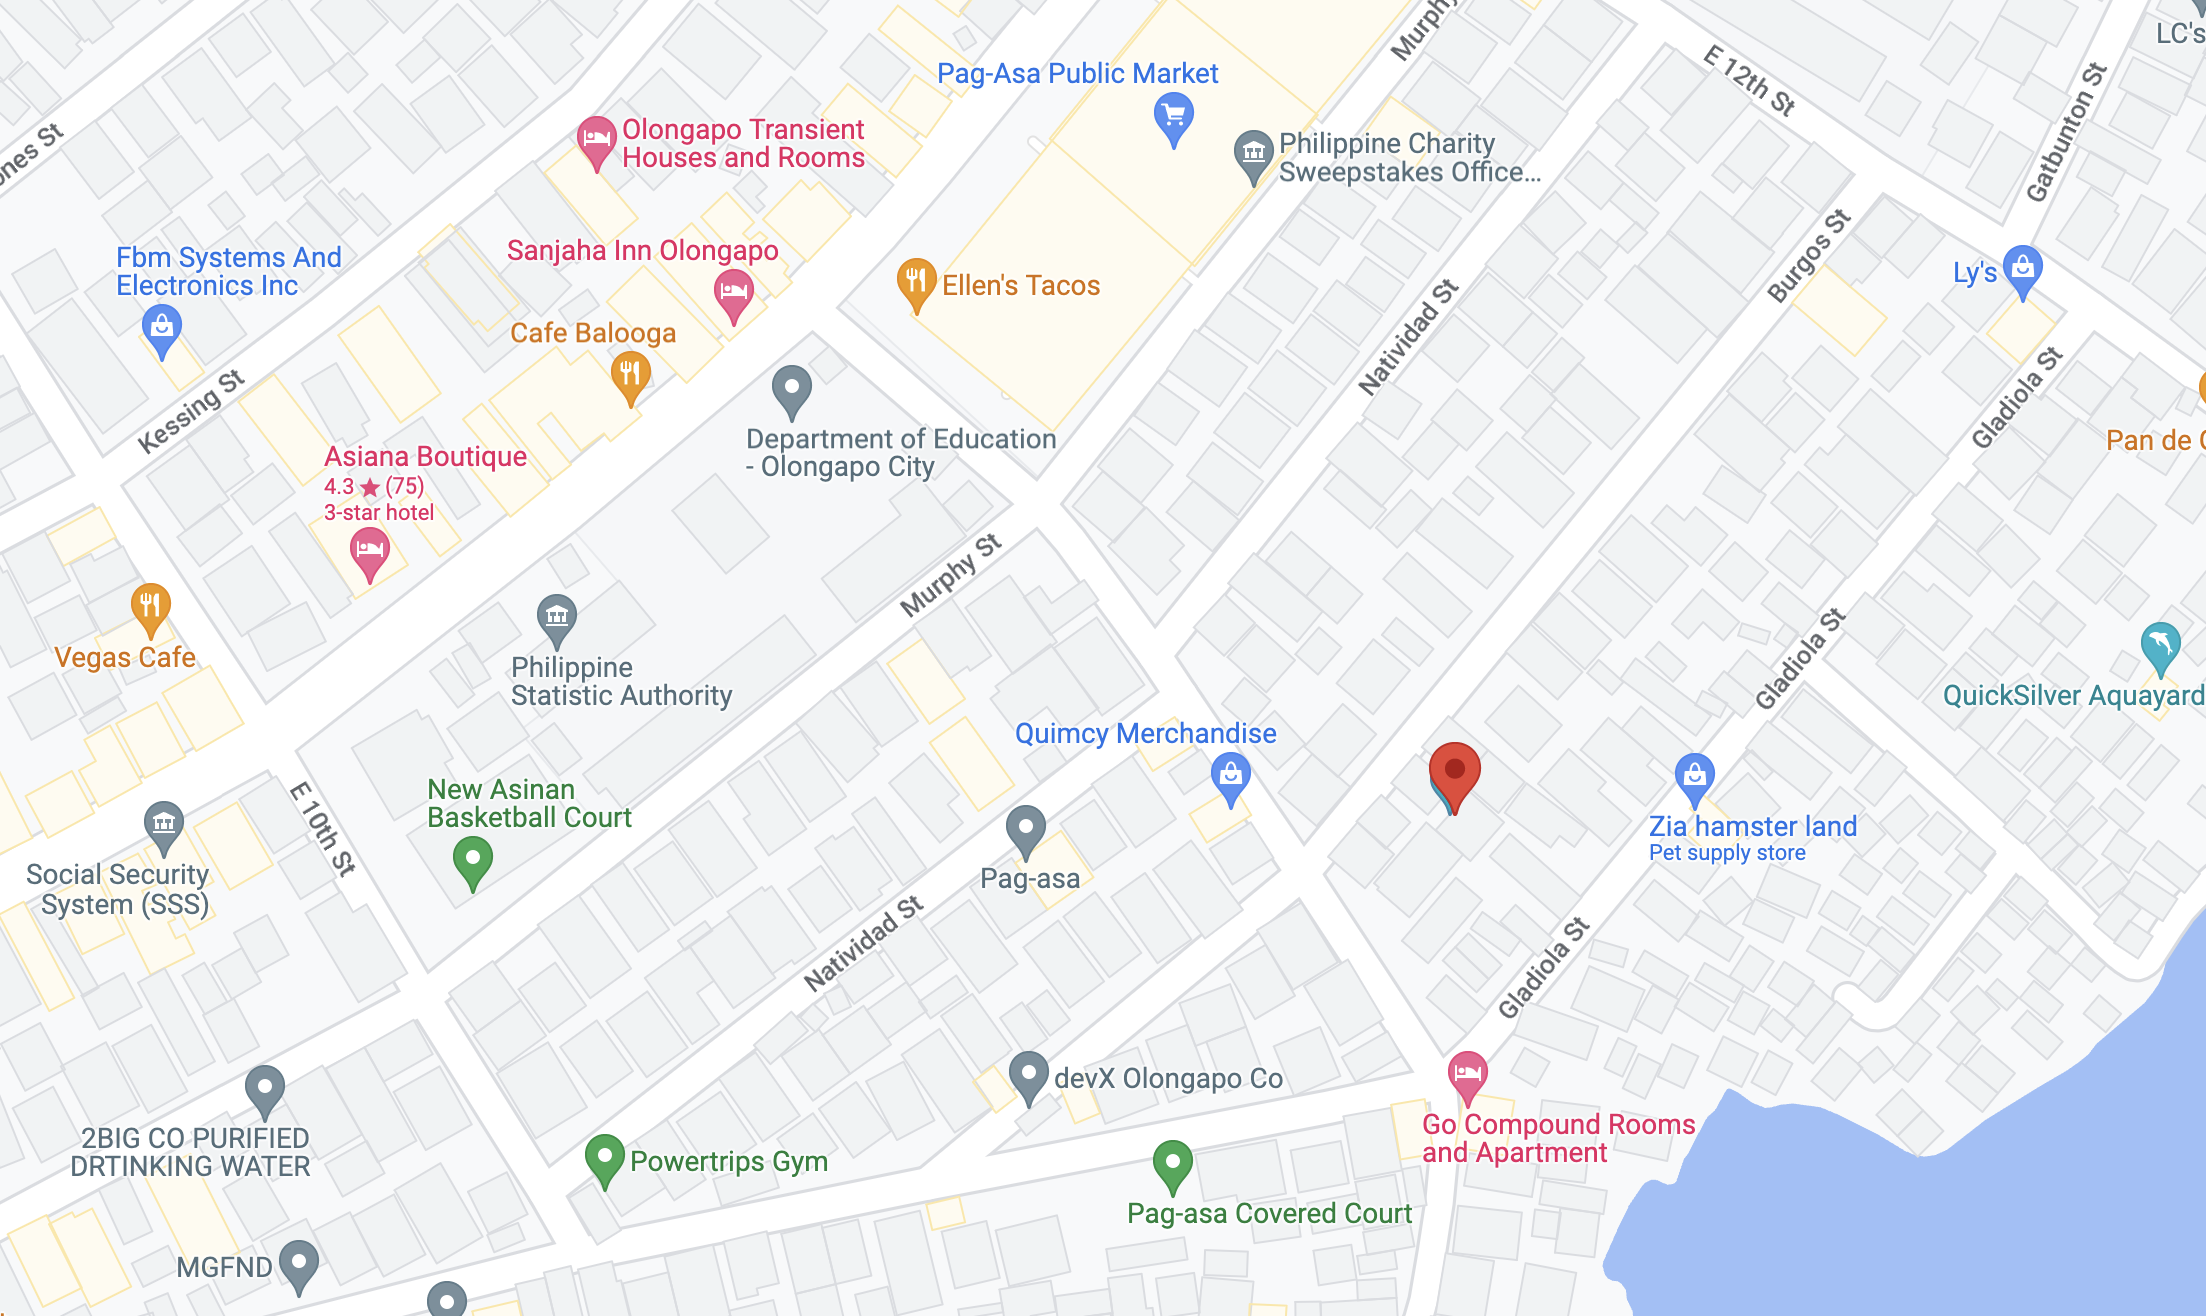 Murphy
E 12th St
LC's
Pag-Asa Public Market
Gatbunton St
Olongapo Transient
Houses and Rooms
Philippine Charity
Sweepstakes Office...
ones St
Fbm Systems And
Electronics Inc
Sanjaha Inn Olongapo
Ellen's Tacos
Burgos St
Ly's
Cafe Balooga
Natividad St
Kessing St
Gladiola St
Department of Education
- Olongapo City
Pan de
Asiana Boutique
4.3 ★ (75)
3-star hotel
Murphy St
Vegas Cafe
Philippine
Statistic Authority
Gladiola St
QuickSilver Aquayard
Quimcy Merchandise
New Asinan
Basketball Court
E 10th St
Zia hamster land
Pet supply store
Social Security
System (SSS)
Pag-asa
Natividad St
Gladiola St
devX Olongapo Co
2BIG CO PURIFIED
DRTINKING WATER
Go Compound Rooms
and Apartment
Powertrips Gym
Pag-asa Covered Court
MGFND